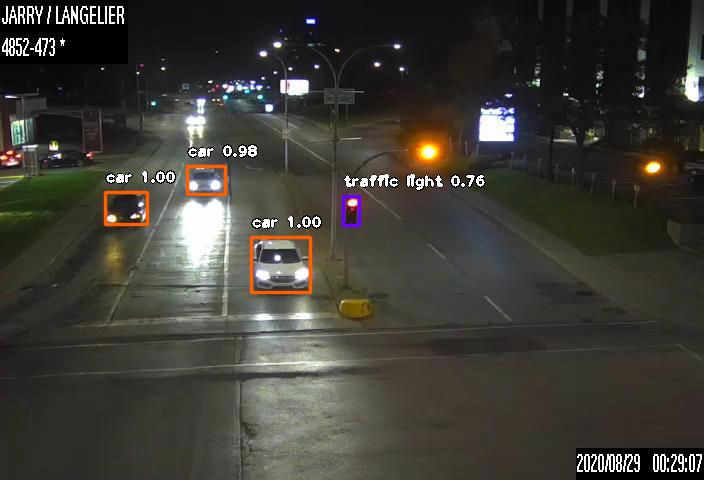 JARRY / LANGELIER
4852-473 *
car 0.98
car 1.00
traffic light 0.76
car 1.00
2020/08/29 00:29:07